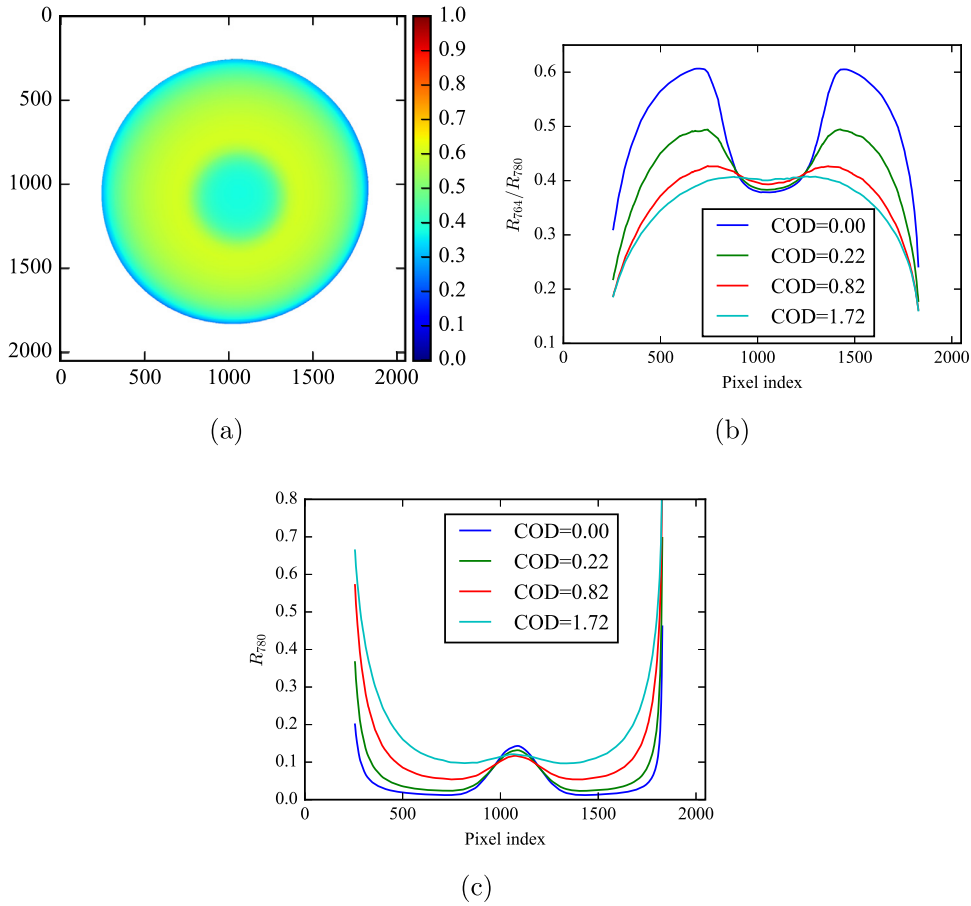 0
500
1000
1500
2000
0 500 1000 1500 2000
1.0
0.9
0.8
0.7
0.6
0.5
0.4
0.3
0.2
0.1
0.0
(a)
0.6
0.5
0.4
0.3
0.2
0.1
R764/R780
COD=0.00
COD=0.22
COD=0.82
COD=1.72
0 500 1000 1500 2000
Pixel index
(b)
0.8
0.7
0.6
0.5
0.4
0.3
0.2
0.1
0.0
R780
COD=0.00
COD=0.22
COD=0.82
COD=1.72
0 500 1000 1500 2000
Pixel index
(c)